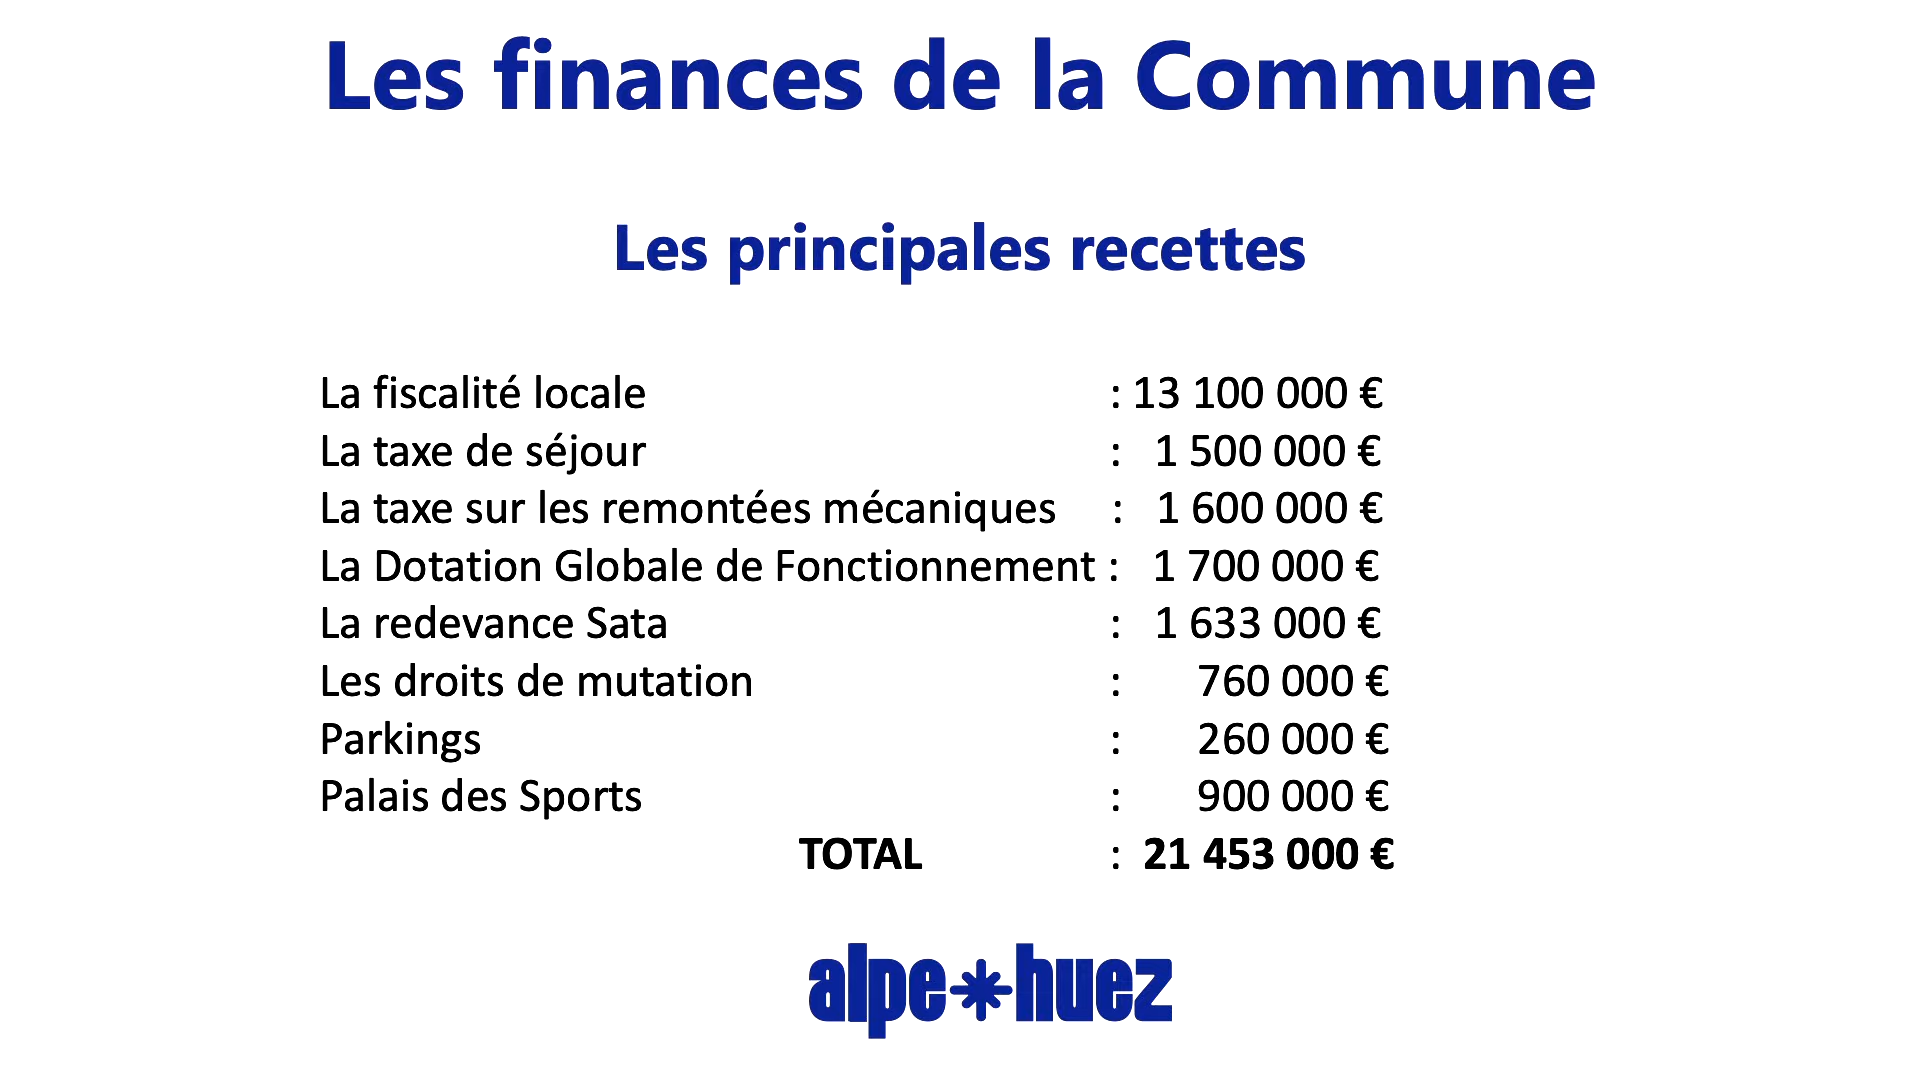 Les finances de la Commune
Les principales recettes
La fiscalité locale : 13 100 000 €
La taxe de séjour : 1 500 000 €
La taxe sur les remontées mécaniques : 1 600 000 €
La Dotation Globale de Fonctionnement : 1 700 000 €
La redevance Sata : 1 633 000 €
Les droits de mutation : 760 000 €
Parkings : 260 000 €
Palais des Sports : 900 000 €
TOTAL : 21 453 000 €
alpe*huez